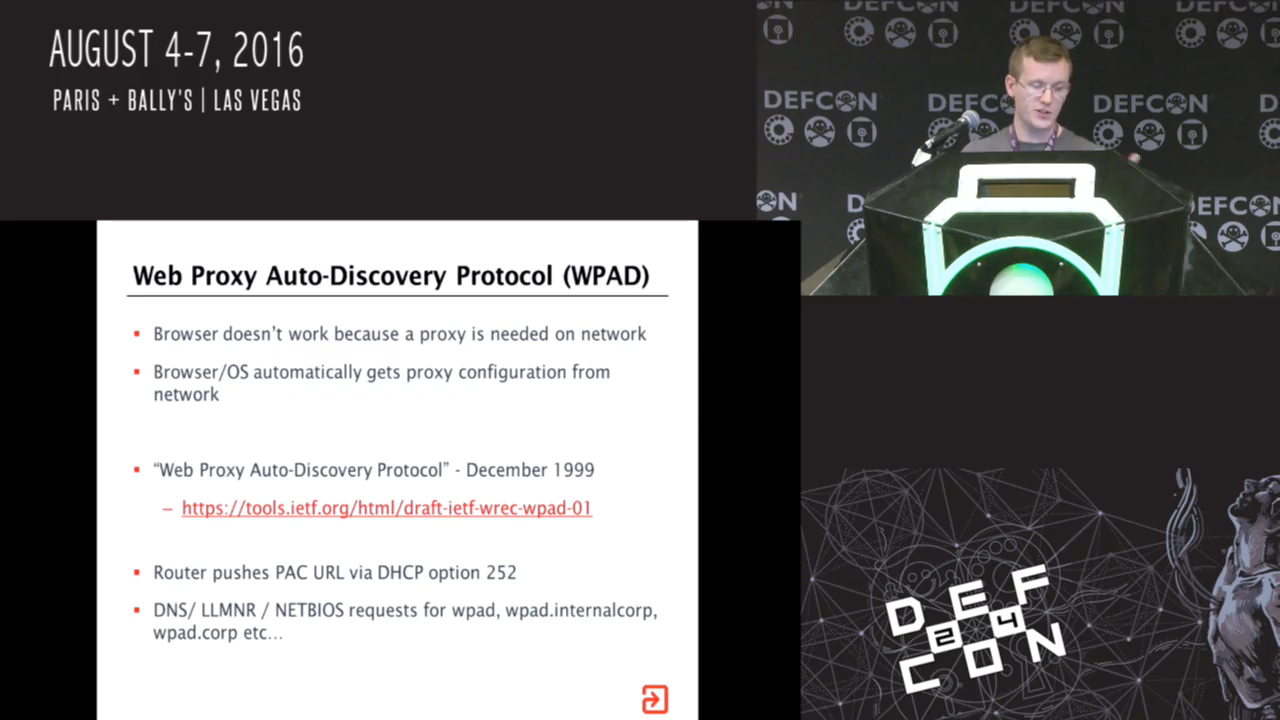 AUGUST 4-7, 2016
PARIS + BALLY'S | LAS VEGAS
DEFCON DEFCON DEFCON
Web Proxy Auto-Discovery Protocol (WPAD)
Browser doesn't work because a proxy is needed on network
Browser/OS automatically gets proxy configuration from
network
“Web Proxy Auto-Discovery Protocol” - December 1999
– https://tools.ietf.org/html/draft-ietf-wrec-wpad-01
Router pushes PAC URL via DHCP option 252
DNS/ LLMNR / NETBIOS requests for wpad, wpad.internalcorp,
wpad.corp etc…
DEF
24
CON